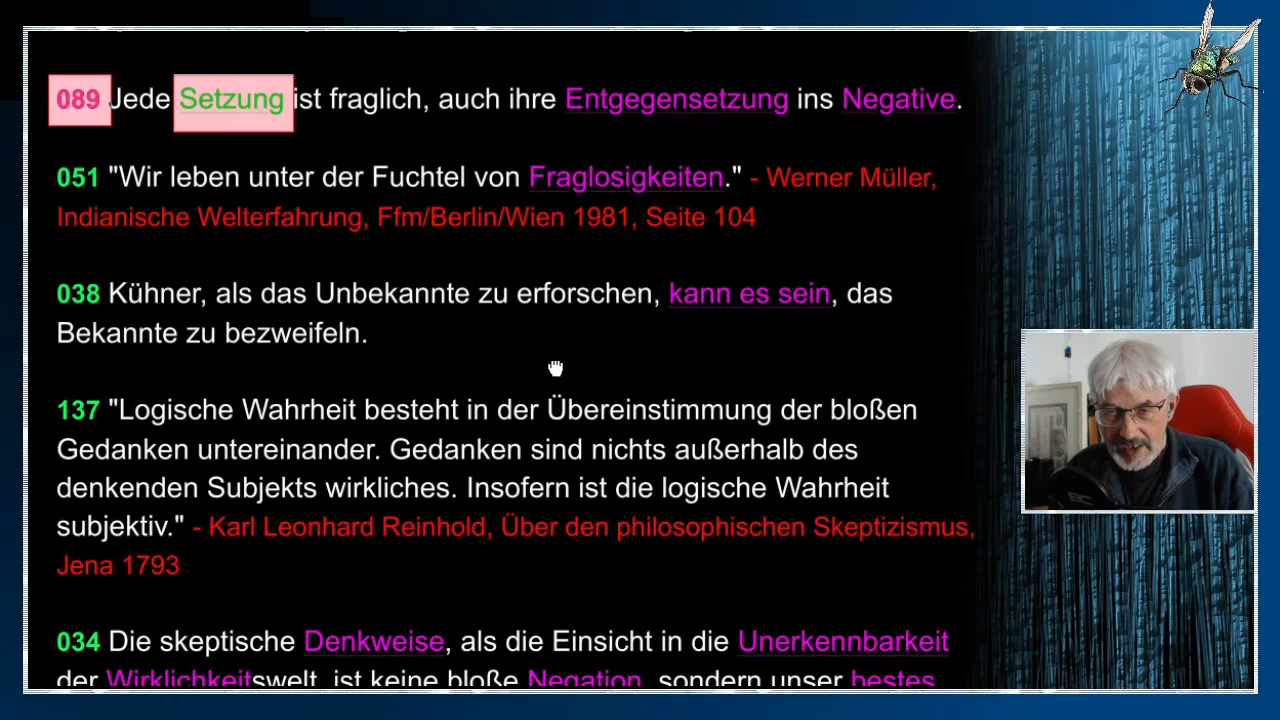 089 Jede Setzung ist fraglich, auch ihre Entgegensetzung ins Negative.
051 "Wir leben unter der Fuchtel von Fraglosigkeiten." - Werner Müller,
Indianische Welterfahrung, Ffm/Berlin/Wien 1981, Seite 104
038 Kühner, als das Unbekannte zu erforschen, kann es sein, das
Bekannte zu bezweifeln.
137 "Logische Wahrheit besteht in der Übereinstimmung der bloßen
Gedanken untereinander. Gedanken sind nichts außerhalb des
denkenden Subjekts wirkliches. Insofern ist die logische Wahrheit
subjektiv." - Karl Leonhard Reinhold, Über den philosophischen Skeptizismus,
Jena 1793
034 Die skeptische Denkweise, als die Einsicht in die Unerkennbarkeit
der Wirklichkeitswelt, ist keine bloße Negation, sondern unser bestes